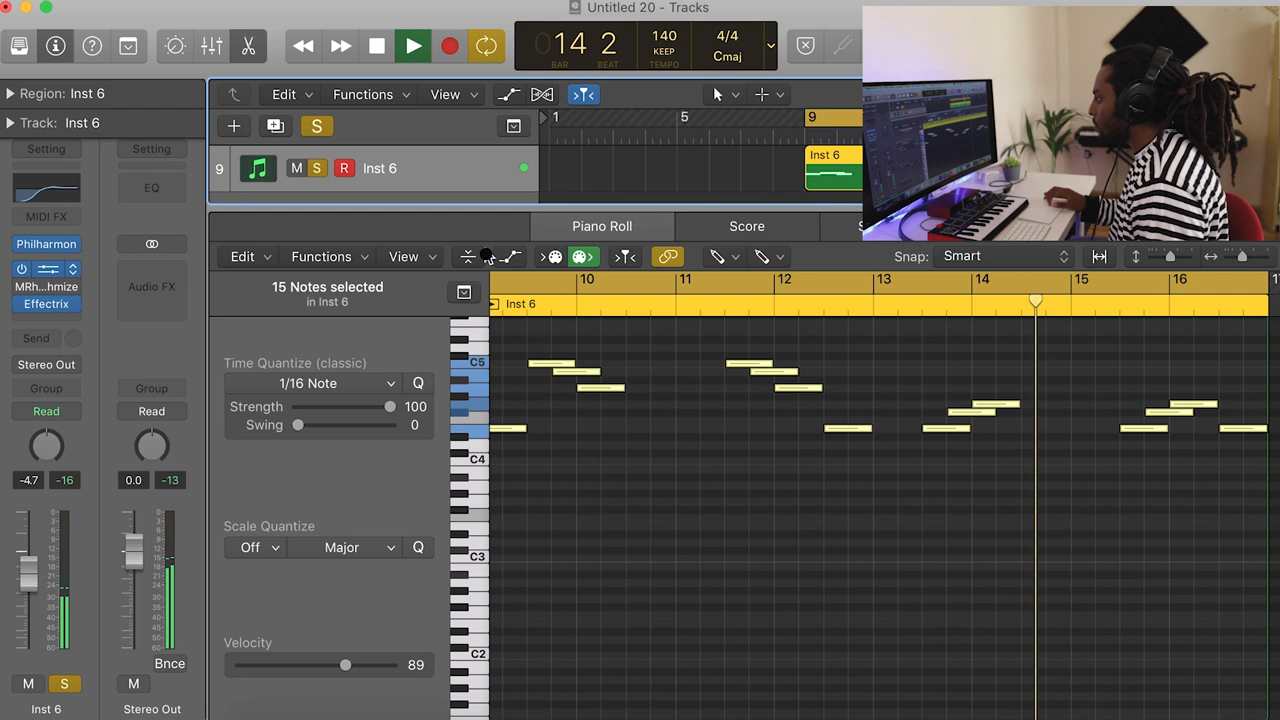 Untitled 20 - Tracks
014 2
BAR BEAT
140
KEEP
TEMPO
4/4
Cmaj
Region: Inst 6
Track: Inst 6
Edit Functions View
S
1 5 9
9 M S R Inst 6
Inst 6
Setting Setting
EQ
MIDI FX
Philharmon
MRh...hmize
Audio FX
Effectrix
Send
Stereo Out
Group Group
Read Read
-4.7 -16 0.0 -13
Bnce
M S M
Inst 6 Stereo Out
Piano Roll Score
Edit Functions View Snap: Smart
15 Notes selected
in Inst 6
10 11 12 13 14 15 16
Inst 6
Time Quantize (classic)
1/16 Note Q
Strength 100
Swing 0
Scale Quantize
Off Major Q
Velocity
89
C5
C4
C3
C2